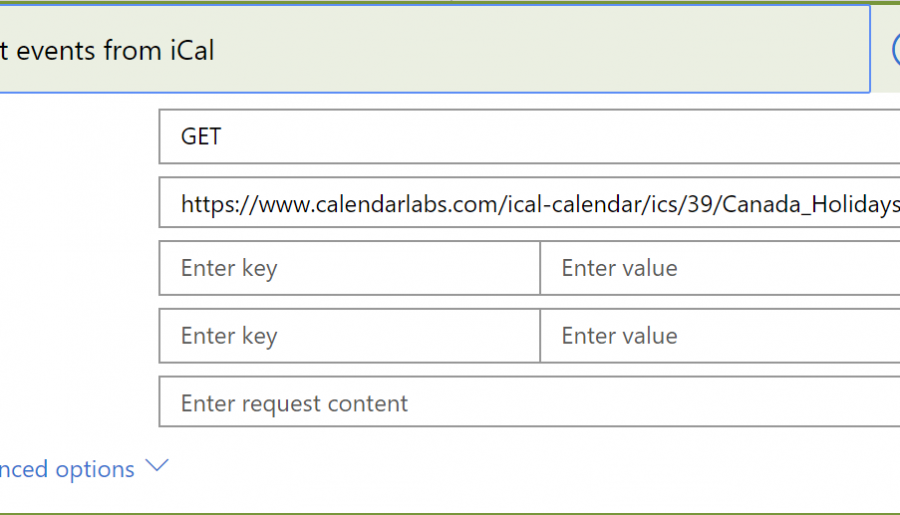 t events from iCal
GET
https://www.calendarlabs.com/ical-calendar/ics/39/Canada_Holidays
Enter key Enter value
Enter key Enter value
Enter request content
nced options